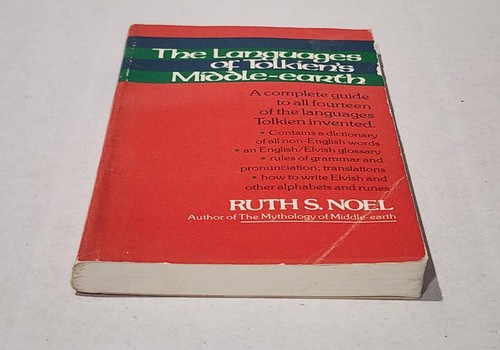 The Languages
of Tolkien's
Middle-earth
A complete guide
to all fourteen
of the languages
Tolkien invented.
• Contains a dictionary
of all non-English words
• an English/Elvish glossary
• rules of grammar and
pronunciation; translations
• how to write Elvish and
other alphabets and runes
RUTH S. NOEL
Author of The Mythology of Middle-earth